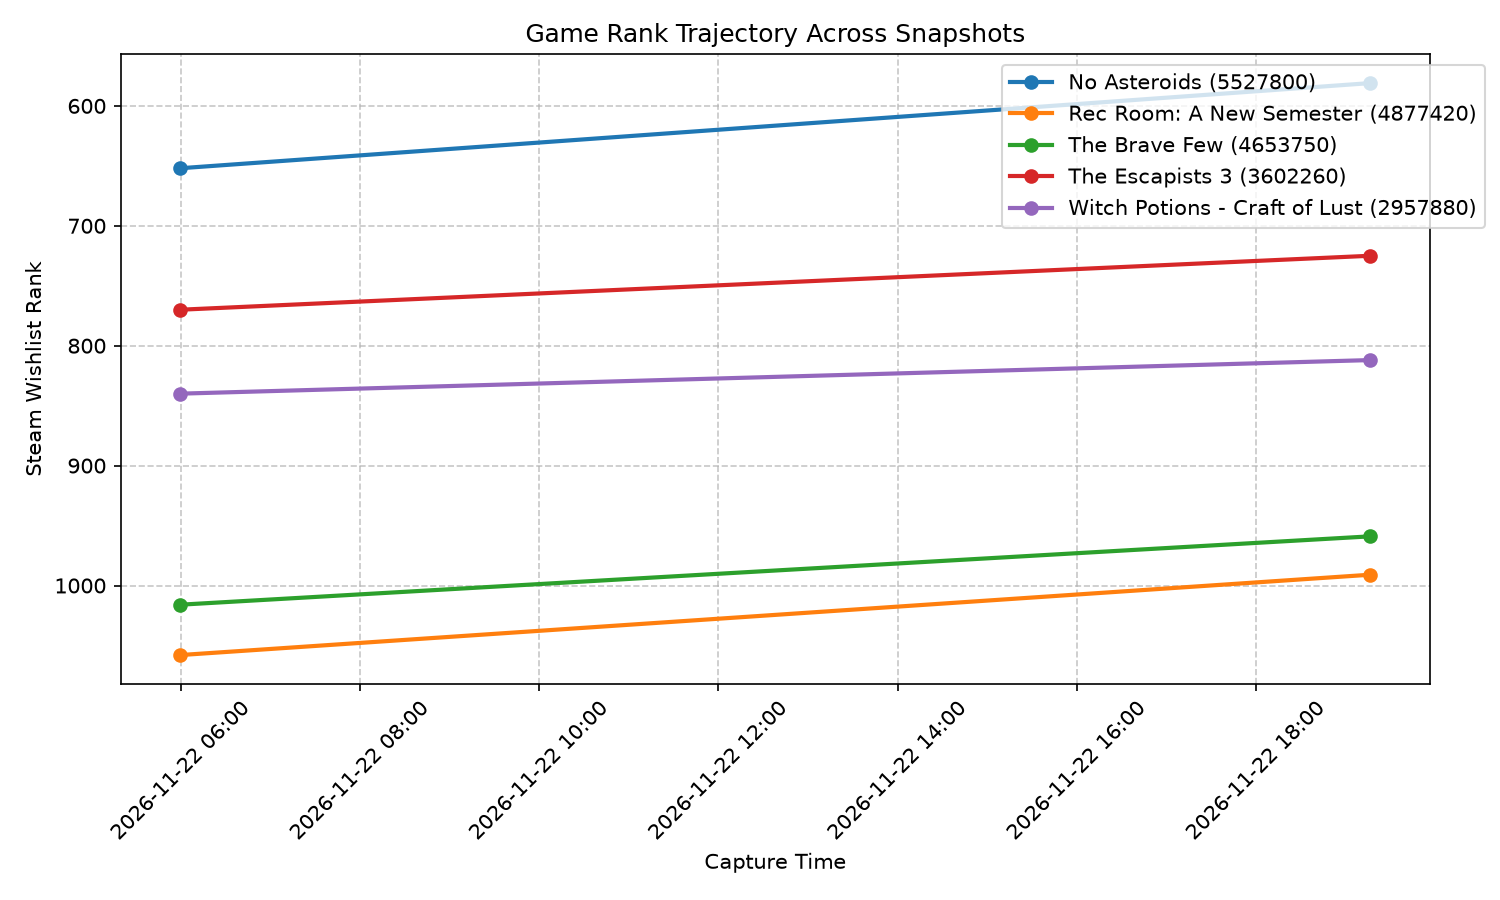 Game Rank Trajectory Across Snapshots
No Asteroids (5527800)
Rec Room: A New Semester (4877420)
The Brave Few (4653750)
The Escapists 3 (3602260)
Witch Potions - Craft of Lust (2957880)
Steam Wishlist Rank
600
700
800
900
1000
2026-11-22 06:00
2026-11-22 08:00
2026-11-22 10:00
2026-11-22 12:00
2026-11-22 14:00
2026-11-22 16:00
2026-11-22 18:00
Capture Time